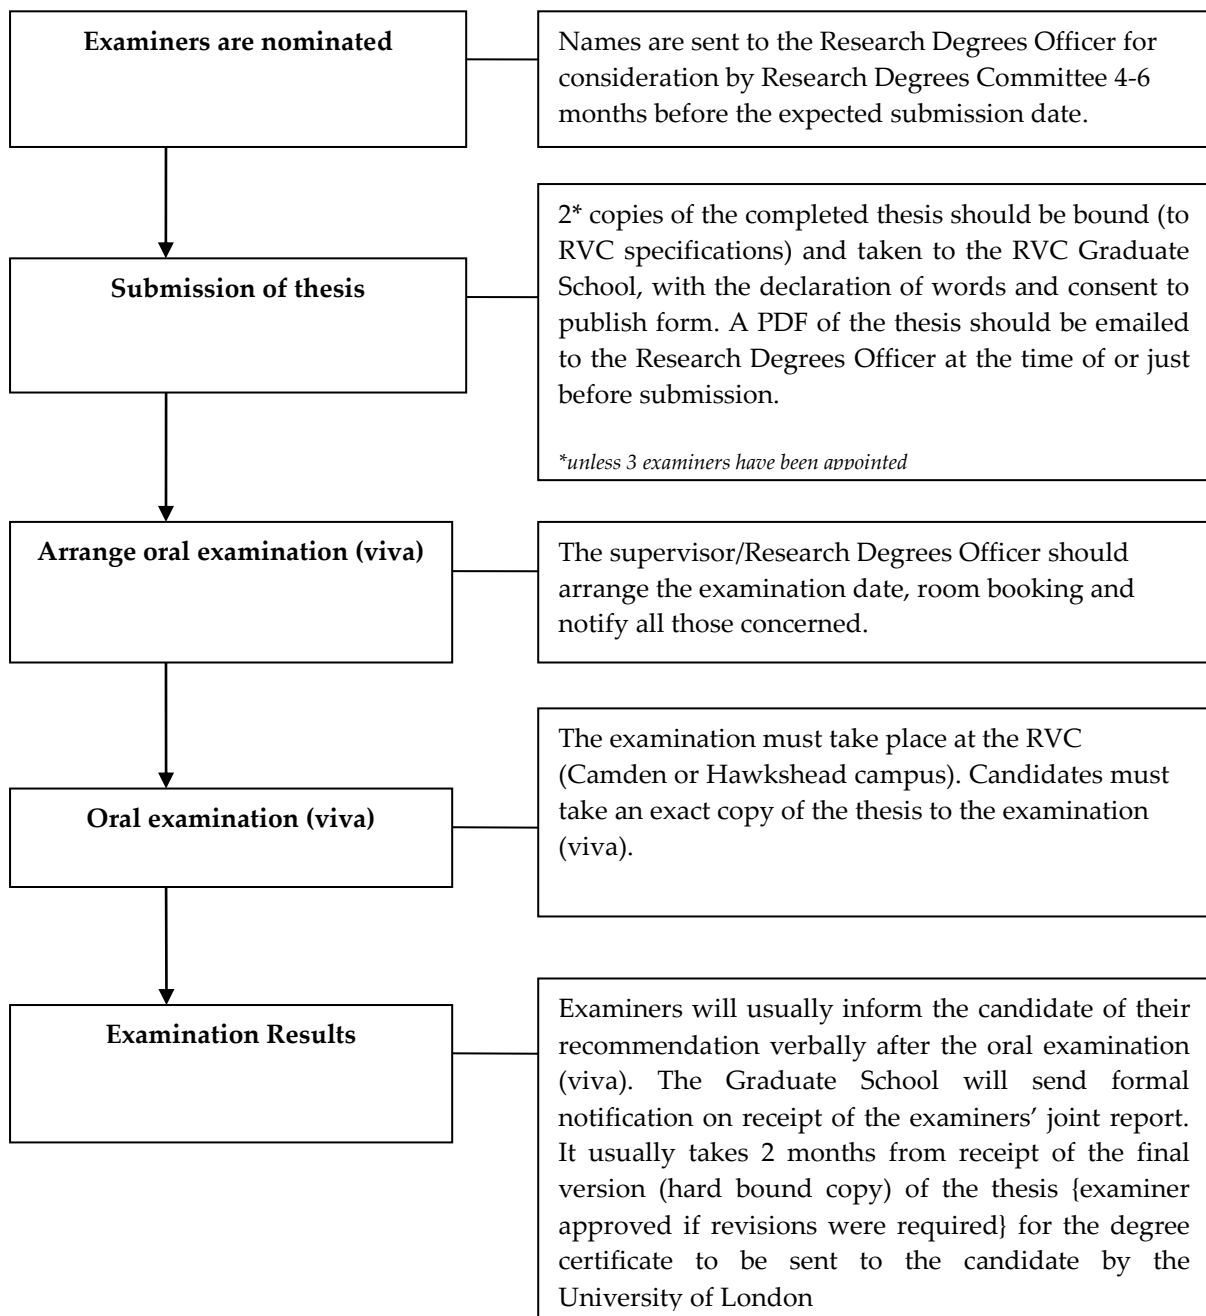 Examiners are nominated
Names are sent to the Research Degrees Officer for
consideration by Research Degrees Committee 4-6
months before the expected submission date.
Submission of thesis
2* copies of the completed thesis should be bound (to
RVC specifications) and taken to the RVC Graduate
School, with the declaration of words and consent to
publish form. A PDF of the thesis should be emailed
to the Research Degrees Officer at the time of or just
before submission.
*unless 3 examiners have been appointed
Arrange oral examination (viva)
The supervisor/Research Degrees Officer should
arrange the examination date, room booking and
notify all those concerned.
Oral examination (viva)
The examination must take place at the RVC
(Camden or Hawkshead campus). Candidates must
take an exact copy of the thesis to the examination
(viva).
Examination Results
Examiners will usually inform the candidate of their
recommendation verbally after the oral examination
(viva). The Graduate School will send formal
notification on receipt of the examiners’ joint report.
It usually takes 2 months from receipt of the final
version (hard bound copy) of the thesis {examiner
approved if revisions were required} for the degree
certificate to be sent to the candidate by the
University of London